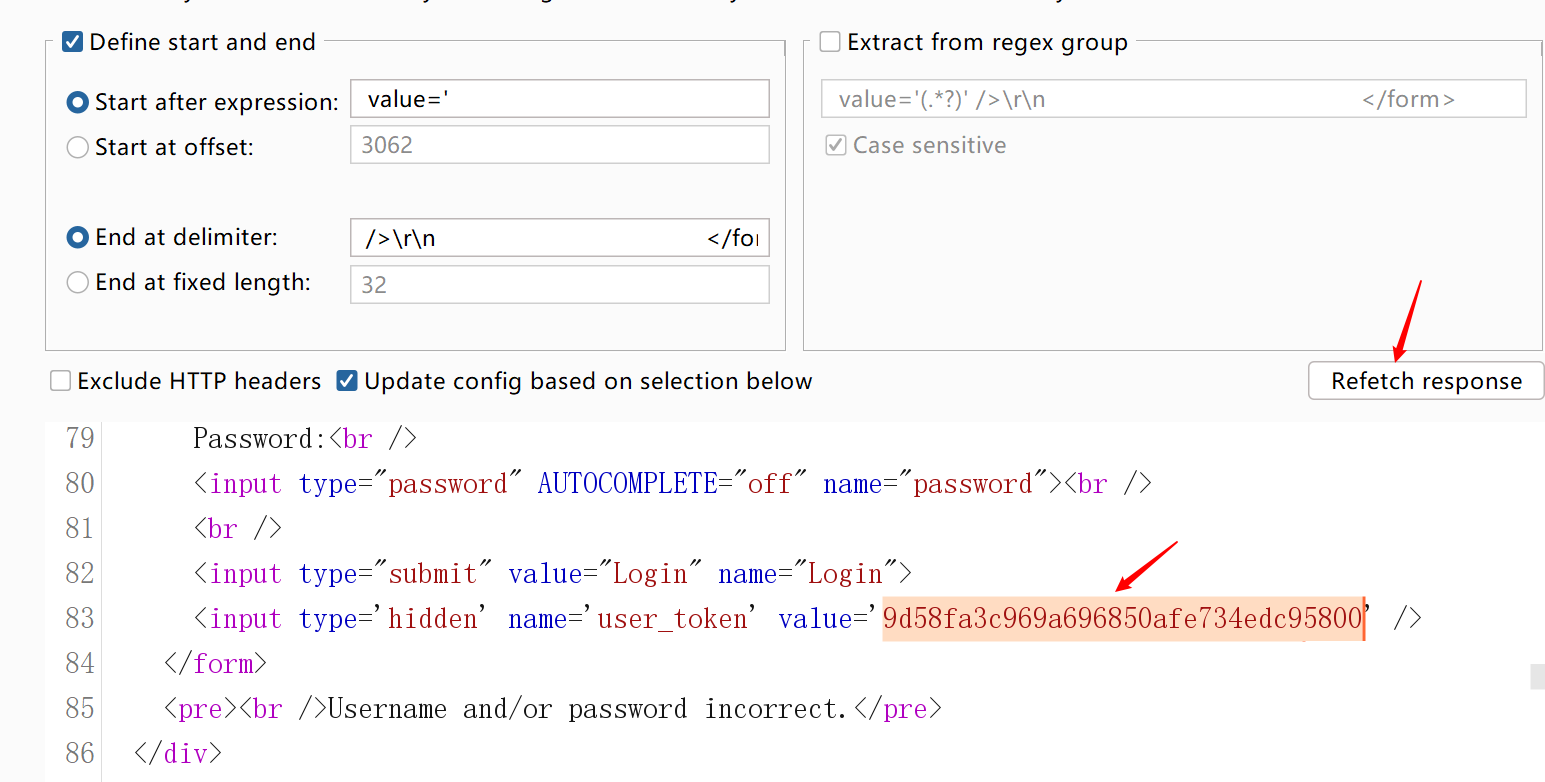 Define start and end
Extract from regex group
Start after expression: value='
value='(.*?)' />\r\n </form>
Start at offset: 3062
Case sensitive
End at delimiter: />\r\n </for
End at fixed length: 32
Exclude HTTP headers Update config based on selection below Refetch response
79 Password:<br />
80 <input type="password" AUTOCOMPLETE="off" name="password"><br />
81 <br />
82 <input type="submit" value="Login" name="Login">
83 <input type='hidden' name='user_token' value='9d58fa3c969a696850afe734edc95800' />
84 </form>
85 <pre><br />Username and/or password incorrect.</pre>
86 </div>